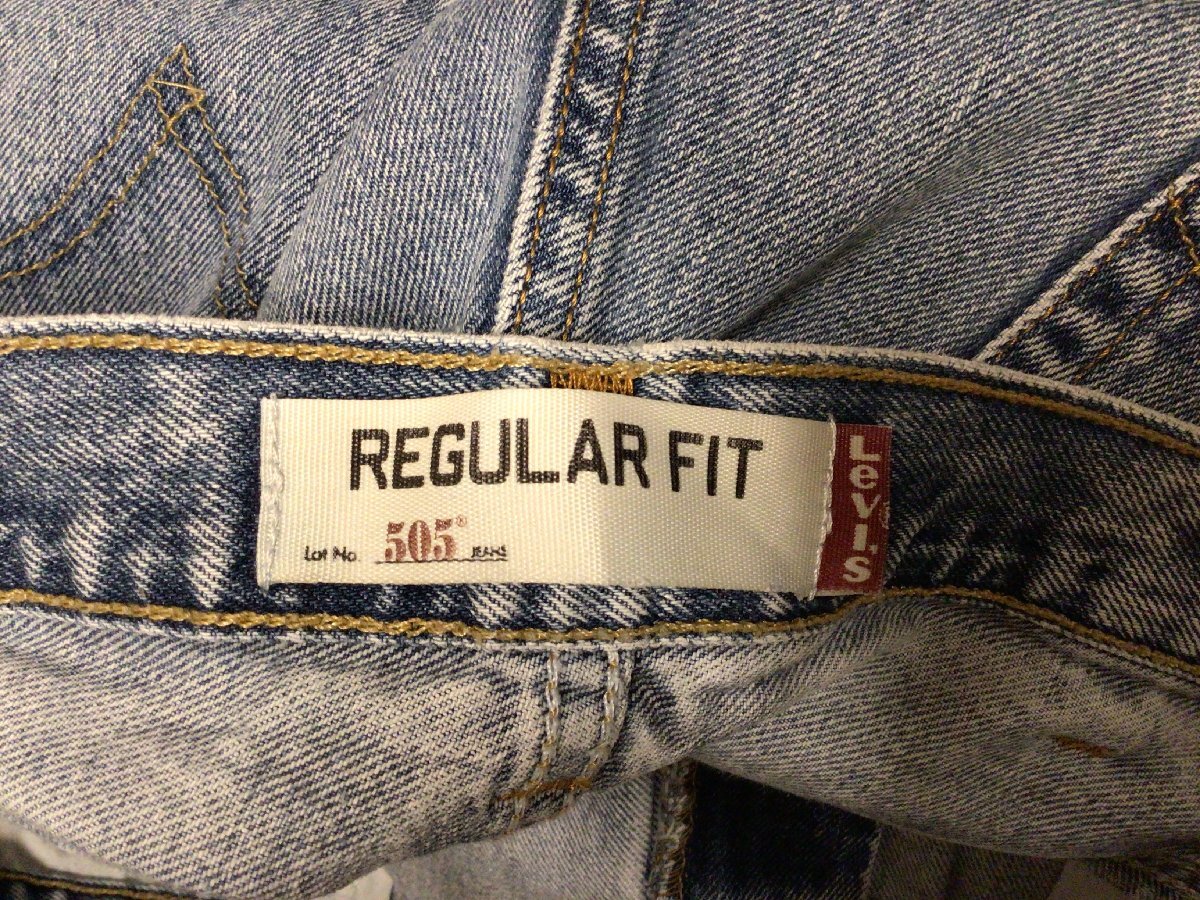 REGULAR FIT
Lot No. 505® JEANS
Levi's®